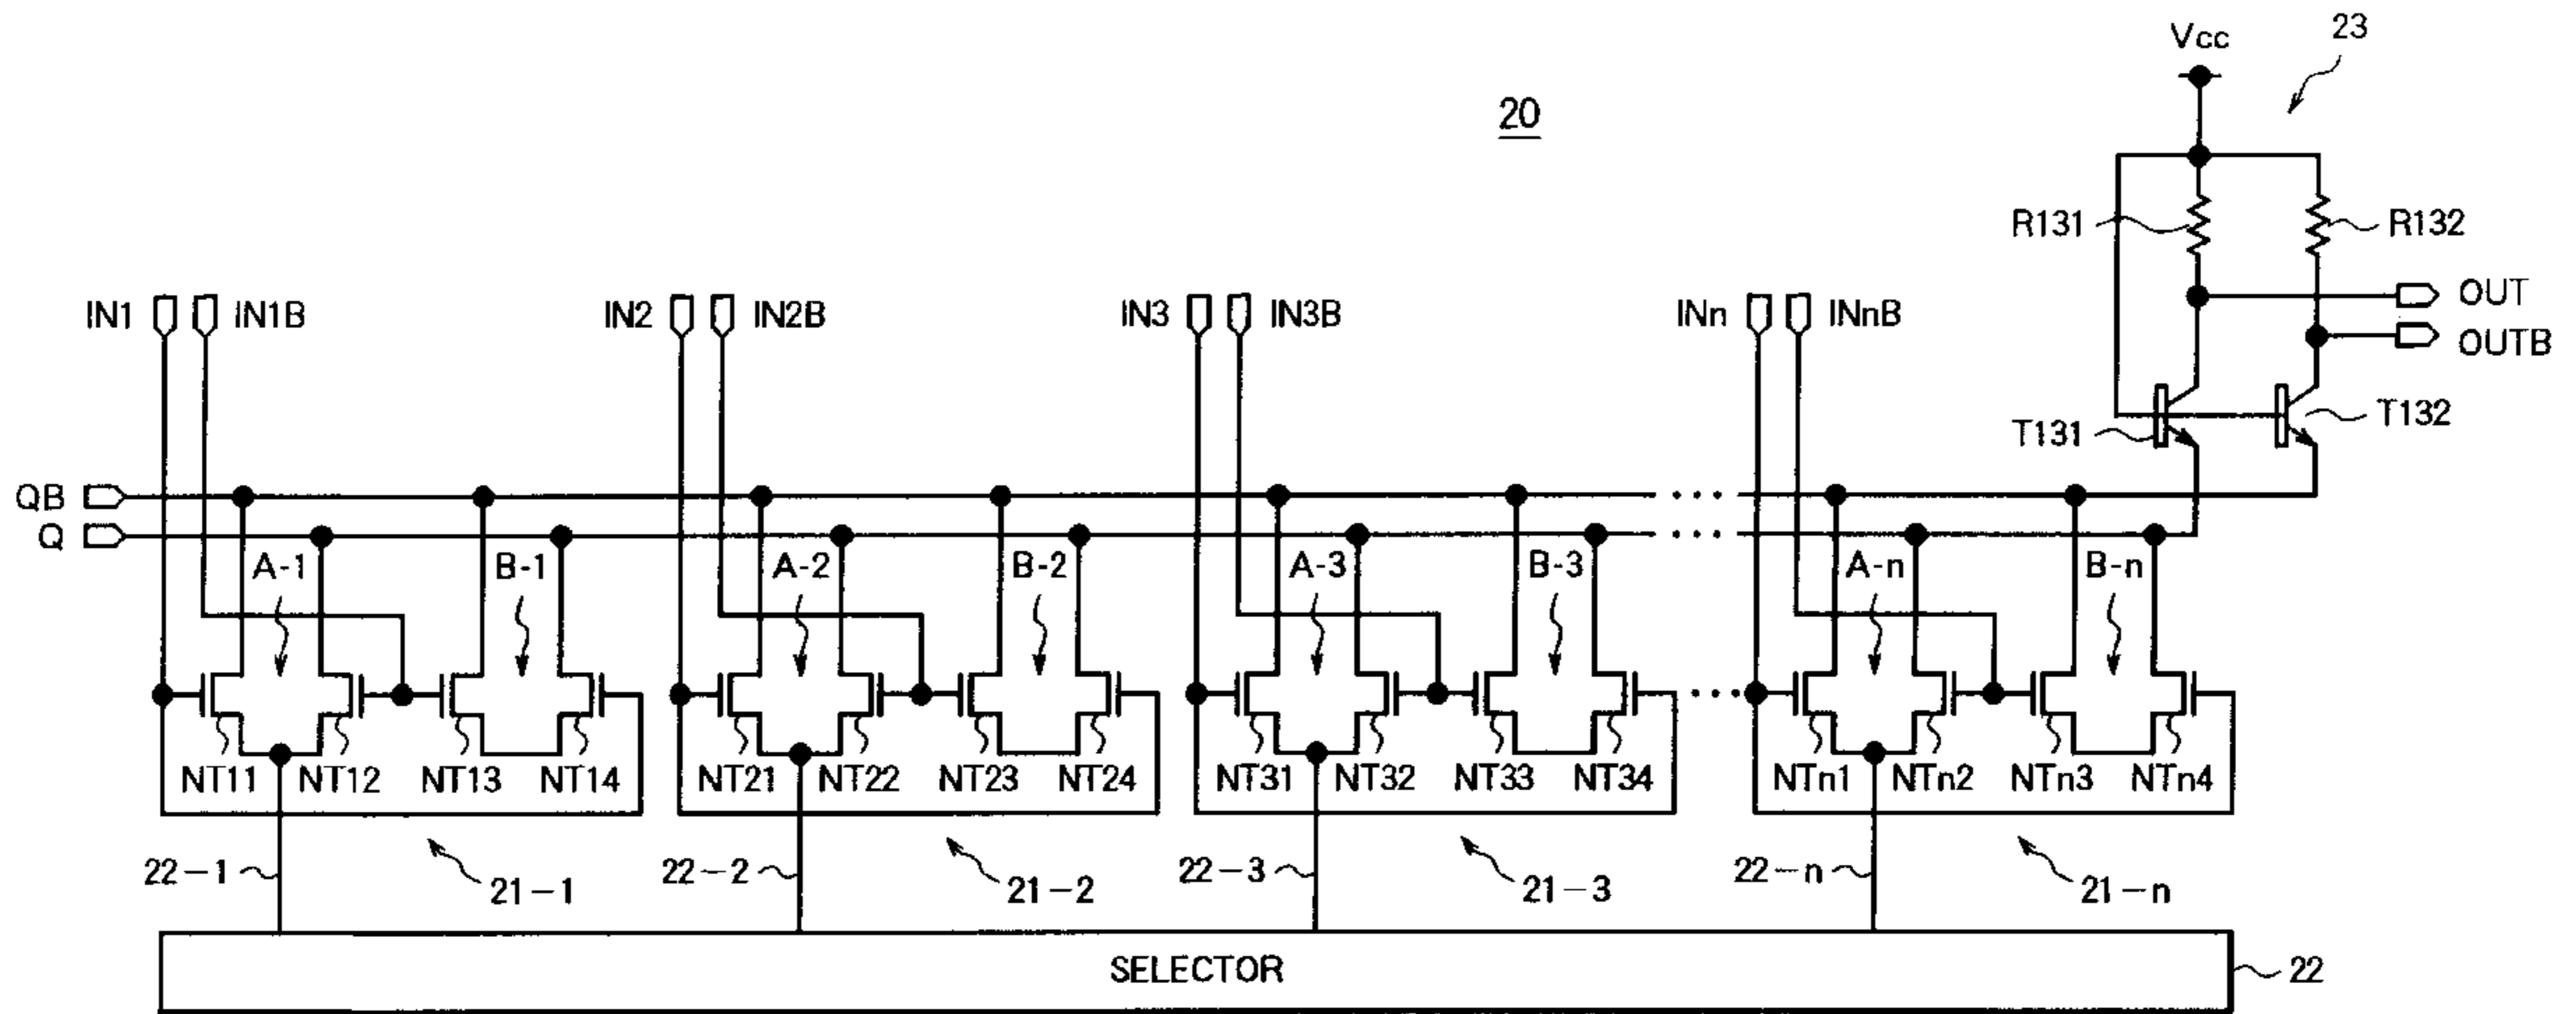 Vcc
23
20
R131
R132
IN1
IN1B
IN2
IN2B
IN3
IN3B
INn
INnB
OUT
OUTB
T131
T132
QB
Q
A-1
B-1
A-2
B-2
A-3
B-3
A-n
B-n
NT11
NT12
NT13
NT14
NT21
NT22
NT23
NT24
NT31
NT32
NT33
NT34
NTn1
NTn2
NTn3
NTn4
22-1
21-1
22-2
21-2
22-3
21-3
22-n
21-n
SELECTOR
22